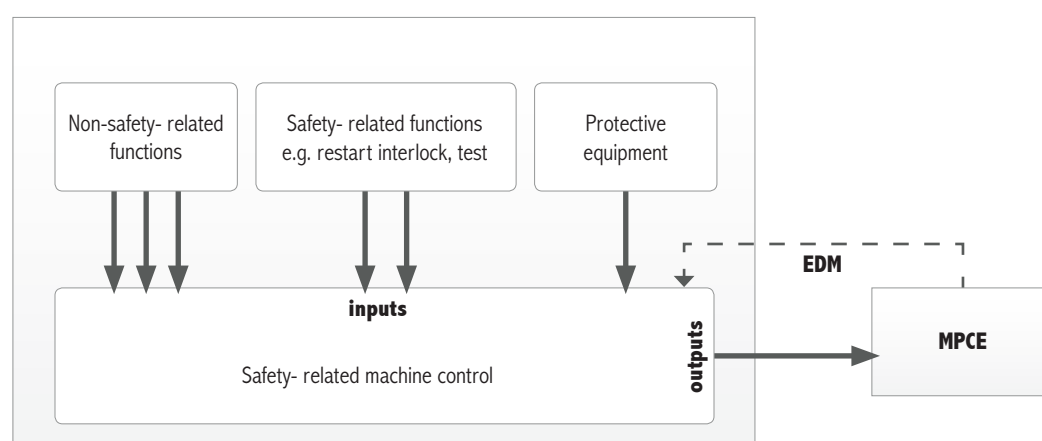 Non-safety- related
functions
Safety- related functions
e.g. restart interlock, test
Protective
equipment
EDM
inputs
outputs
MPCE
Safety- related machine control